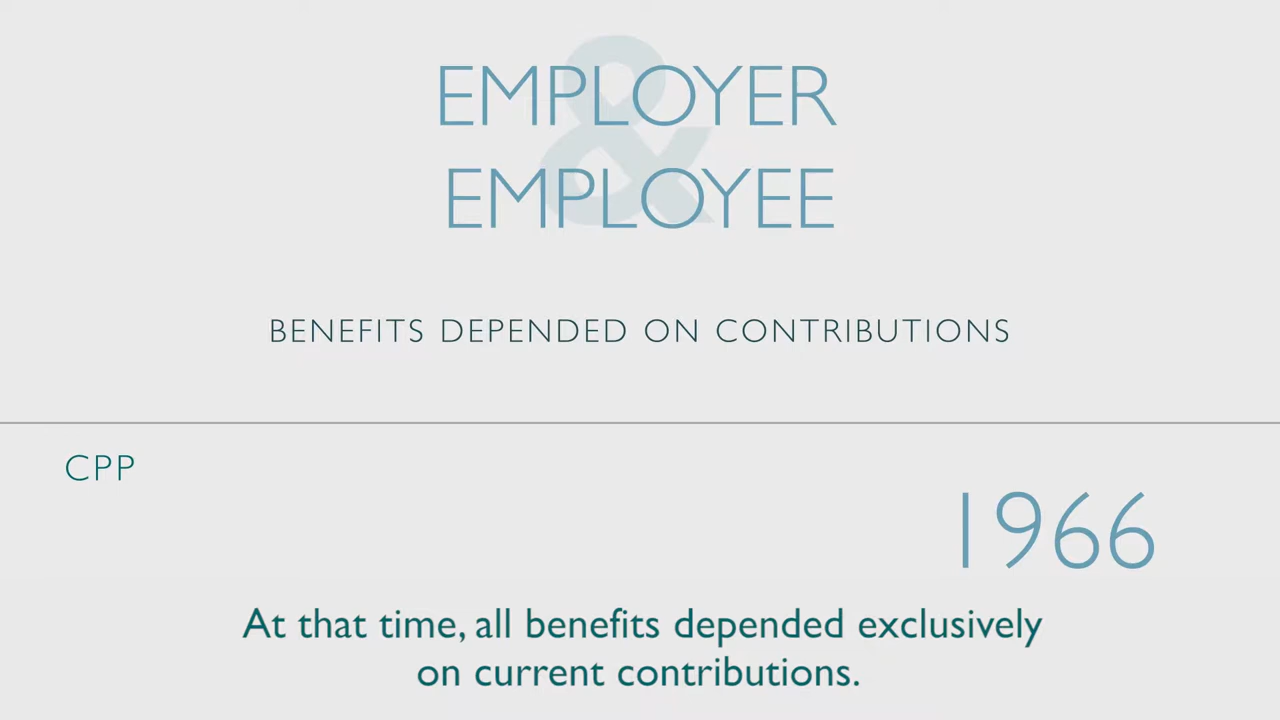 EMPLOYER
&
EMPLOYEE
BENEFITS DEPENDED ON CONTRIBUTIONS
CPP
1966
At that time, all benefits depended exclusively
on current contributions.